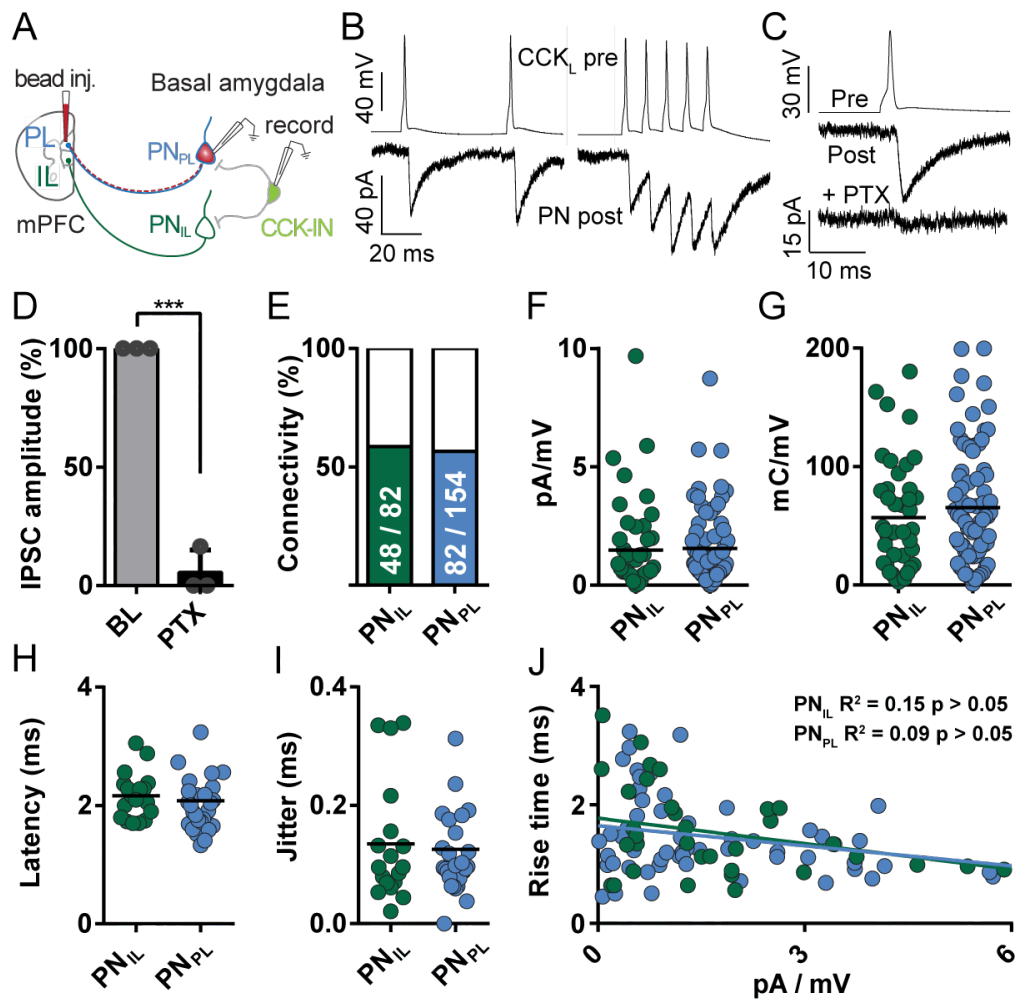 A
bead inj.
Basal amygdala
record
PL
IL
mPFC
PNPL
PNIL
CCK-IN
B
40 mV
CCKL pre
40 pA
PN post
20 ms
C
30 mV
Pre
Post
+ PTX
15 pA
10 ms
D
IPSC amplitude (%)
100
50
0
***
BL
PTX
E
Connectivity (%)
100
50
0
48 / 82
82 / 154
PNIL
PNPL
F
pA/mV
10
5
0
PNIL
PNPL
G
mC/mV
200
100
0
PNIL
PNPL
H
Latency (ms)
4
2
0
PNIL
PNPL
I
Jitter (ms)
0.4
0.2
0.0
PNIL
PNPL
J
Rise time (ms)
4
2
0
PNIL R2 = 0.15 p > 0.05
PNPL R2 = 0.09 p > 0.05
0
3
6
pA / mV